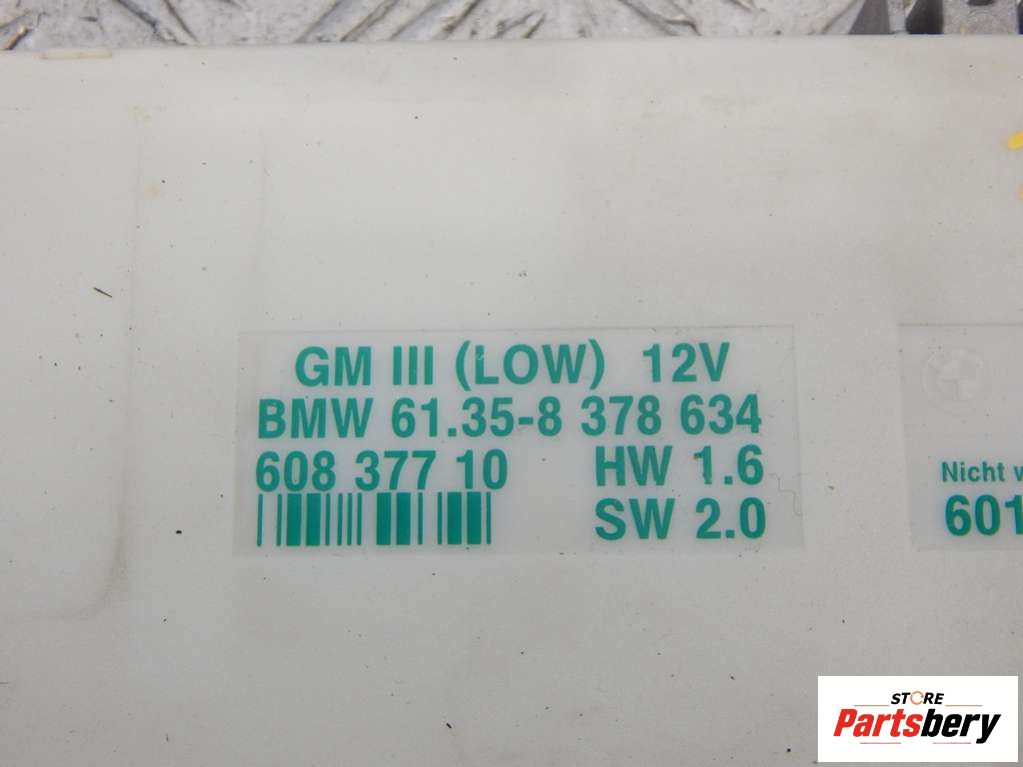 GM III (LOW) 12V
BMW 61.35-8 378 634
608 377 10 HW 1.6
SW 2.0
Nicht
601
STORE
Partsbery